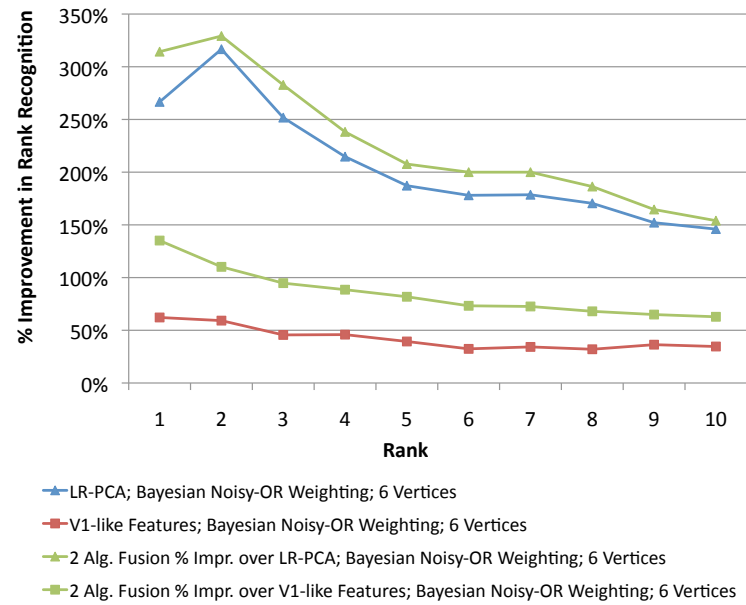 % Improvement in Rank Recognition
350%
300%
250%
200%
150%
100%
50%
0%
1 2 3 4 5 6 7 8 9 10
Rank
LR-PCA; Bayesian Noisy-OR Weighting; 6 Vertices
V1-like Features; Bayesian Noisy-OR Weighting; 6 Vertices
2 Alg. Fusion % Impr. over LR-PCA; Bayesian Noisy-OR Weighting; 6 Vertices
2 Alg. Fusion % Impr. over V1-like Features; Bayesian Noisy-OR Weighting; 6 Vertices